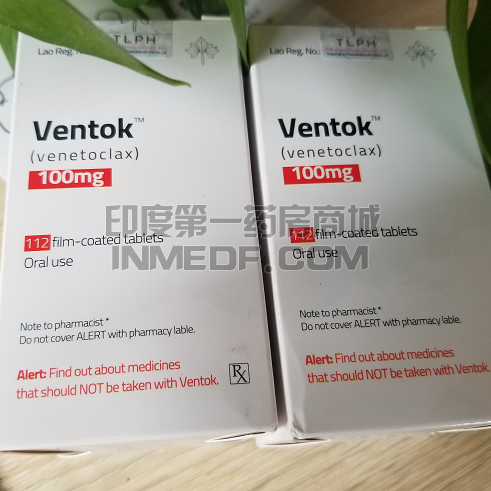 TLPH
Lao Reg.
Ventok™
(venetoclax)
100mg
112 film-coated tablets
Oral use
Note to pharmacist *
Do not cover ALERT with pharmacy lable.
Alert: Find out about medicines
that should NOT be taken with Ventok.
Rx
TLPH
Lao Reg. No.:
Ventok™
(venetoclax)
100mg
112 film-coated tablets
Oral use
Note to pharmacist *
Do not cover ALERT with pharmacy lable.
Alert: Find out about medicines
that should NOT be taken with Ventok.
印度第一药房商城
INMEDF.COM